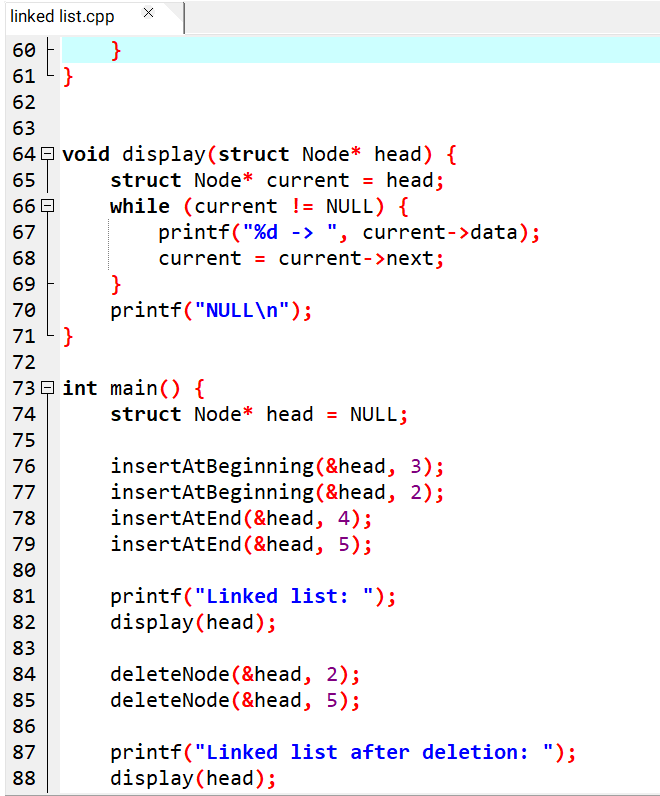 linked list.cpp ×
60     }
61 }
62
63
64 void display(struct Node* head) {
65     struct Node* current = head;
66     while (current != NULL) {
67         printf("%d -> ", current->data);
68         current = current->next;
69     }
70     printf("NULL\n");
71 }
72
73 int main() {
74     struct Node* head = NULL;
75
76     insertAtBeginning(&head, 3);
77     insertAtBeginning(&head, 2);
78     insertAtEnd(&head, 4);
79     insertAtEnd(&head, 5);
80
81     printf("Linked list: ");
82     display(head);
83
84     deleteNode(&head, 2);
85     deleteNode(&head, 5);
86
87     printf("Linked list after deletion: ");
88     display(head);